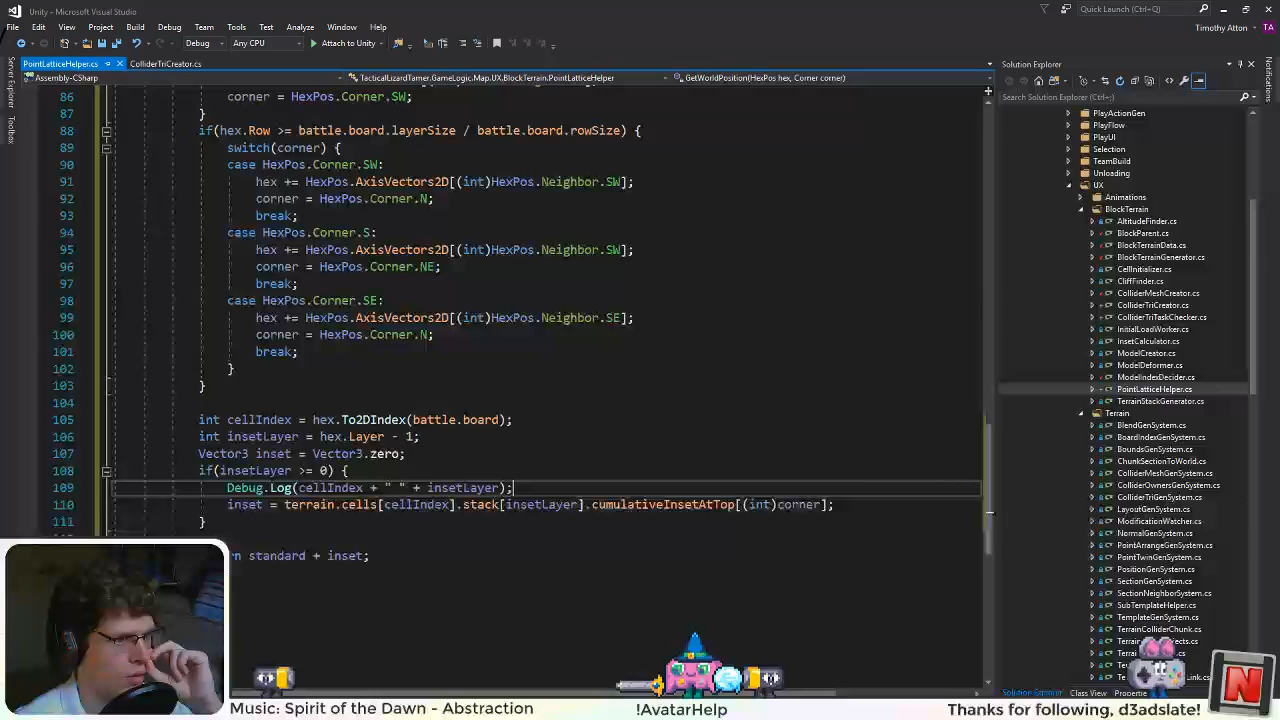 Unity - Microsoft Visual Studio
Quick Launch (Ctrl+Q)
File Edit View Project Build Debug Team Tools Test Analyze Window Help
Timothy Atton TA
Debug Any CPU Attach to Unity
PointLatticeHelper.cs ColliderTriCreator.cs
Assembly-CSharp TacticalLizardTamer.GameLogic.Map.UX.BlockTerrain.PointLatticeHelper GetWorldPosition(HexPos hex, Corner corner)
Server Explorer
Toolbox
86 corner = HexPos.Corner.SW;
87 }
88 if(hex.Row >= battle.board.layerSize / battle.board.rowSize) {
89 switch(corner) {
90 case HexPos.Corner.SW:
91 hex += HexPos.AxisVectors2D[(int)HexPos.Neighbor.SW];
92 corner = HexPos.Corner.N;
93 break;
94 case HexPos.Corner.S:
95 hex += HexPos.AxisVectors2D[(int)HexPos.Neighbor.SW];
96 corner = HexPos.Corner.NE;
97 break;
98 case HexPos.Corner.SE:
99 hex += HexPos.AxisVectors2D[(int)HexPos.Neighbor.SE];
100 corner = HexPos.Corner.N;
101 break;
102 }
103 }
104
105 int cellIndex = hex.To2DIndex(battle.board);
106 int insetLayer = hex.Layer - 1;
107 Vector3 inset = Vector3.zero;
108 if(insetLayer >= 0) {
109 Debug.Log(cellIndex + " " + insetLayer);
110 inset = terrain.cells[cellIndex].stack[insetLayer].cumulativeInsetAtTop[(int)corner];
111 }
n standard + inset;
Solution Explorer
Search Solution Explorer
PlayActionGen
PlayFlow
PlayUI
Selection
TeamBuild
Unloading
UX
Animations
BlockTerrain
AltitudeFinder.cs
BlockParent.cs
BlockTerrainData.cs
BlockTerrainGenerator.cs
CellInitializer.cs
CliffFinder.cs
ColliderMeshCreator.cs
ColliderTriCreator.cs
ColliderTriTaskChecker.cs
InitialLoadWorker.cs
InsetCalculator.cs
ModelCreator.cs
ModelDeformer.cs
ModelIndexDecider.cs
PointLatticeHelper.cs
TerrainStackGenerator.cs
Terrain
BlendGenSystem.cs
BoardIndexGenSystem.cs
BoundsGenSystem.cs
ChunkSectionToWorld.cs
ColliderOwnersGenSystem.cs
ColliderTriGenSystem.cs
LayerUpGenSystem.cs
ModificationWatcher.cs
NormalGenSystem.cs
PointArrangeGenSystem.cs
PointTwinGenSystem.cs
PositionGenSystem.cs
SectionGenSystem.cs
SectionNeighborSystem.cs
SubTemplateHelper.cs
TemplateGenSystem.cs
TerrainColliderChunk.cs
Solution Explorer Class View Property
Notifications
Music: Spirit of the Dawn - Abstraction
!AvatarHelp
Thanks for following, d3adslate!
N